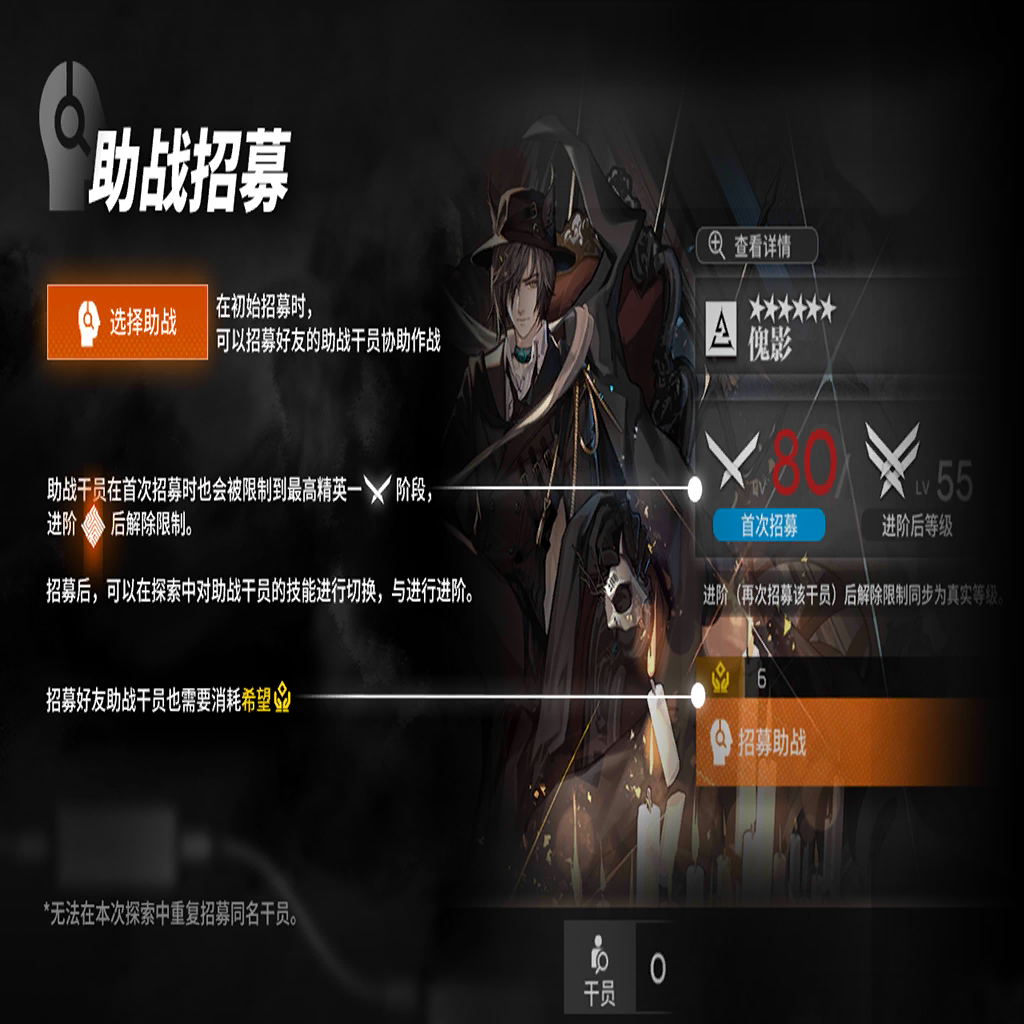 助战招募
选择助战
在初始招募时，
可以招募好友的助战干员协助作战
助战干员在首次招募时也会被限制到最高精英一 阶段，
进阶 后解除限制。
招募后，可以在探索中对助战干员的技能进行切换，与进行进阶。
招募好友助战干员也需要消耗希望
*无法在本次探索中重复招募同名干员。
查看详情
傀影
LV 80/
LV 55
首次招募
进阶后等级
进阶（再次招募该干员）后解除限制同步为真实等级。
6
招募助战
干员
0